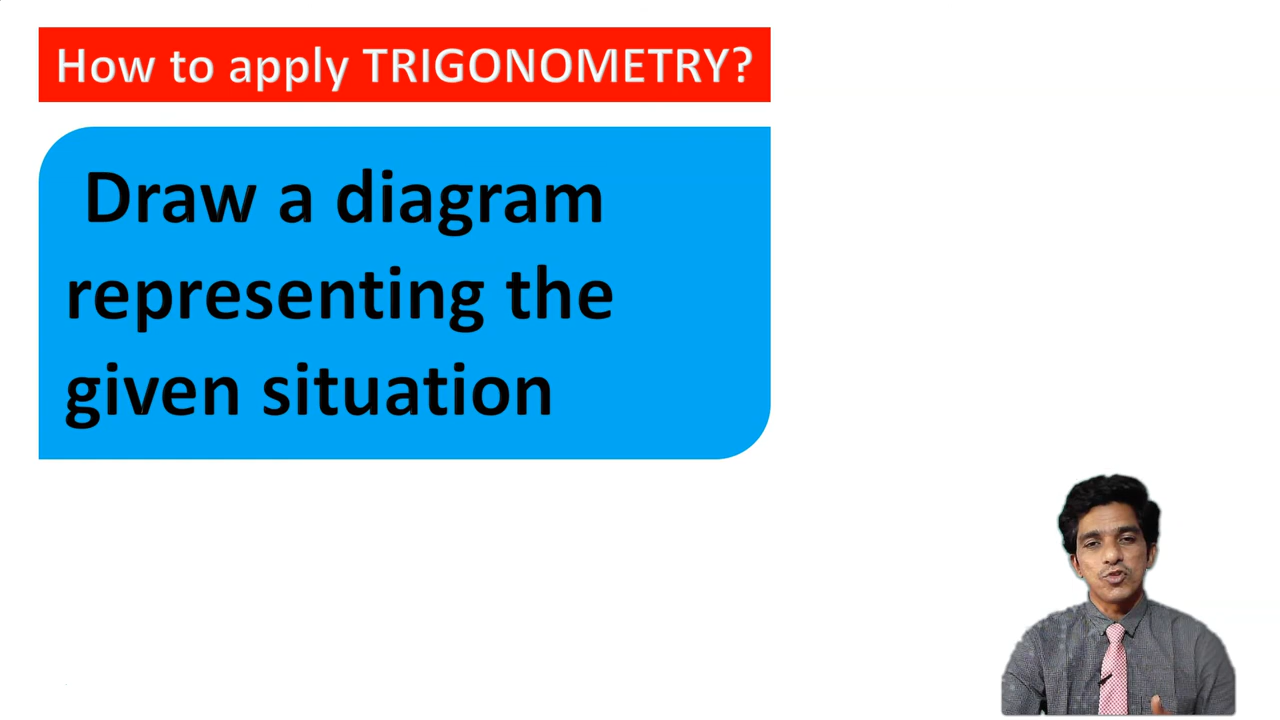 How to apply TRIGONOMETRY?
Draw a diagram
representing the
given situation